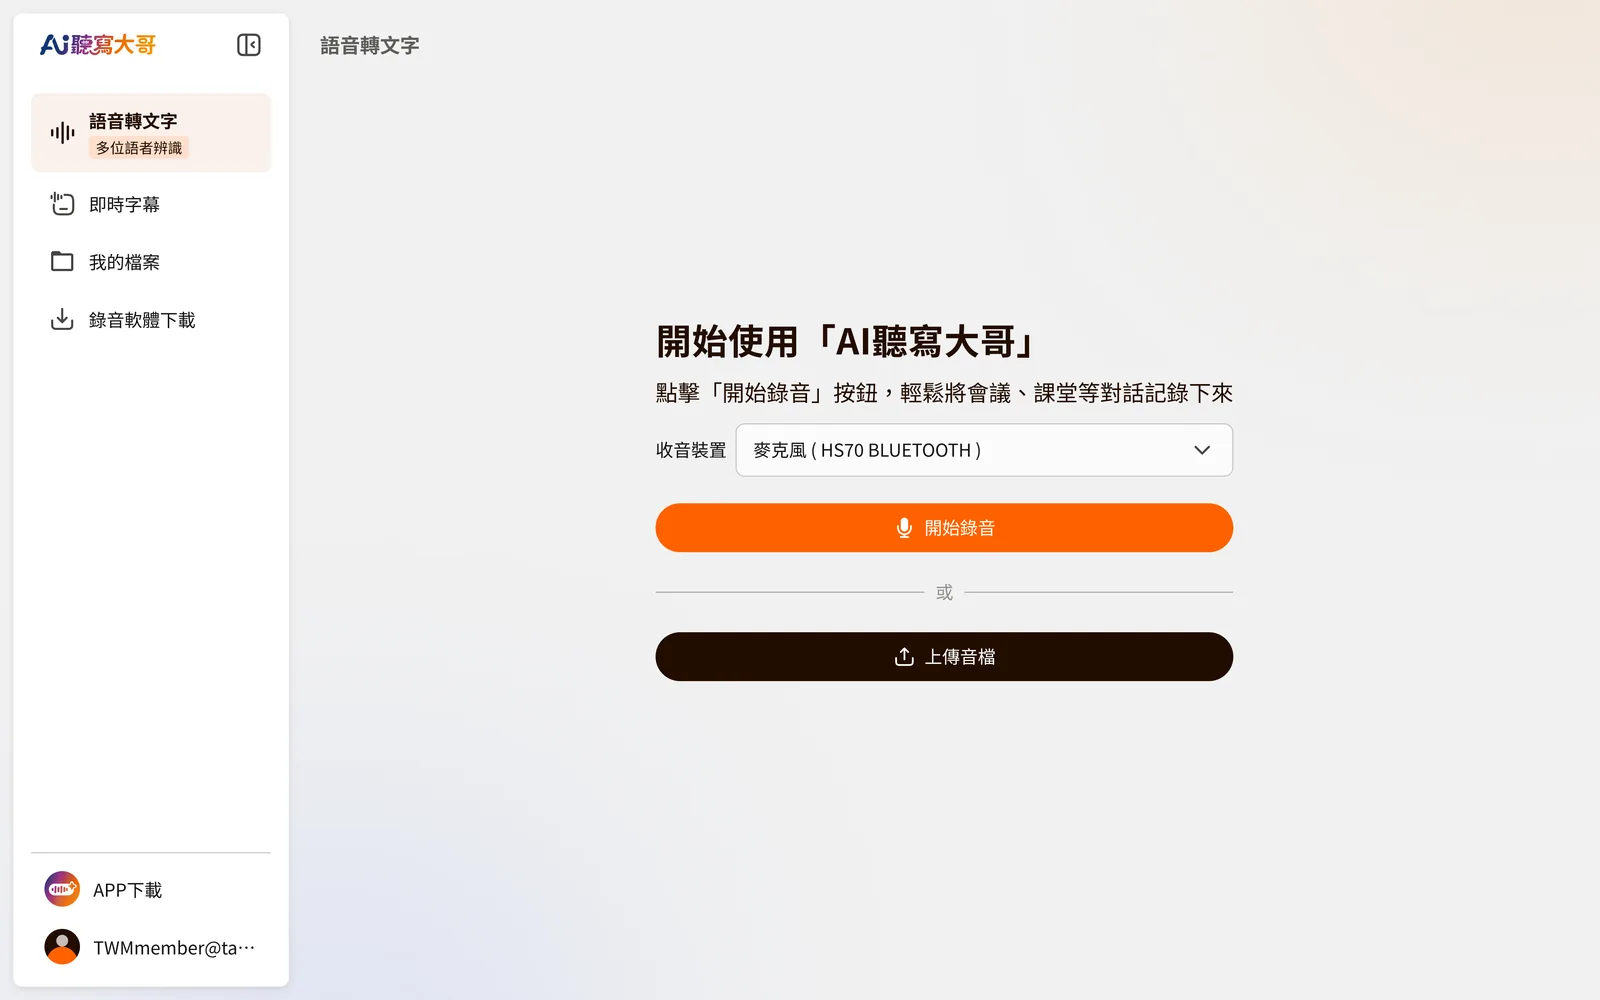 Ai聽寫大哥
語音轉文字
多位語者辨識
即時字幕
我的檔案
錄音軟體下載
APP下載
TWMmember@ta…
語音轉文字
開始使用「AI聽寫大哥」
點擊「開始錄音」按鈕，輕鬆將會議、課堂等對話記錄下來
收音裝置
麥克風 ( HS70 BLUETOOTH )
開始錄音
或
上傳音檔